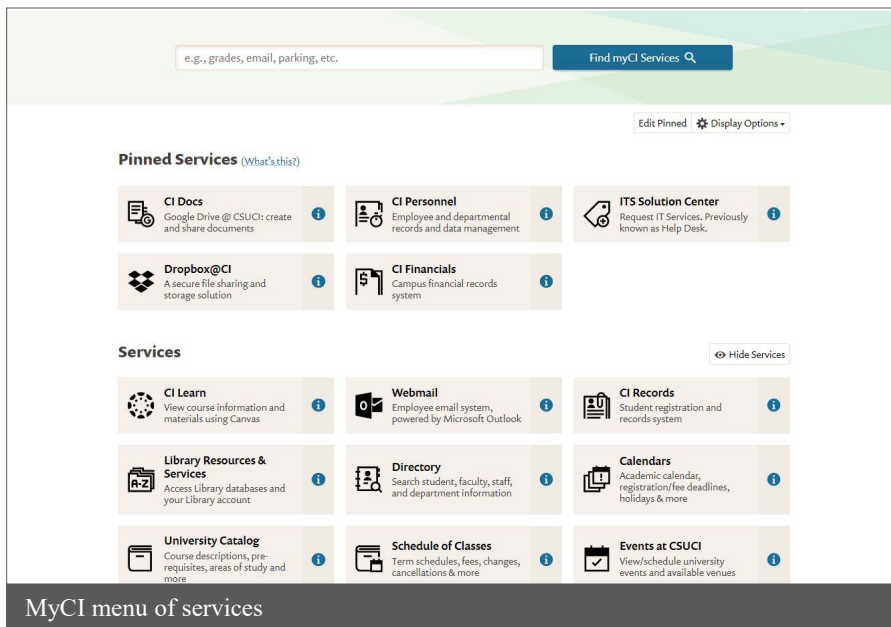 e.g., grades, email, parking, etc.
Find myCI Services
Edit Pinned
Display Options
Pinned Services (What's this?)
CI Docs
Google Drive @ CSUCI: create
and share documents
CI Personnel
Employee and departmental
records and data management
ITS Solution Center
Request IT Services. Previously
known as Help Desk.
Dropbox@CI
A secure file sharing and
storage solution
CI Financials
Campus financial records
system
Services
Hide Services
CI Learn
View course information and
materials using Canvas
Webmail
Employee email system,
powered by Microsoft Outlook
CI Records
Student registration and
records system
A-Z
Library Resources &
Services
Access Library databases and
your Library account
Directory
Search student, faculty, staff,
and department information
Calendars
Academic calendar,
registration/fee deadlines,
holidays & more
University Catalog
Course descriptions, pre-
requisites, areas of study and
more
Schedule of Classes
Term schedules, fees, changes,
cancellations & more
Events at CSUCI
View/schedule university
events and available venues
MyCI menu of services